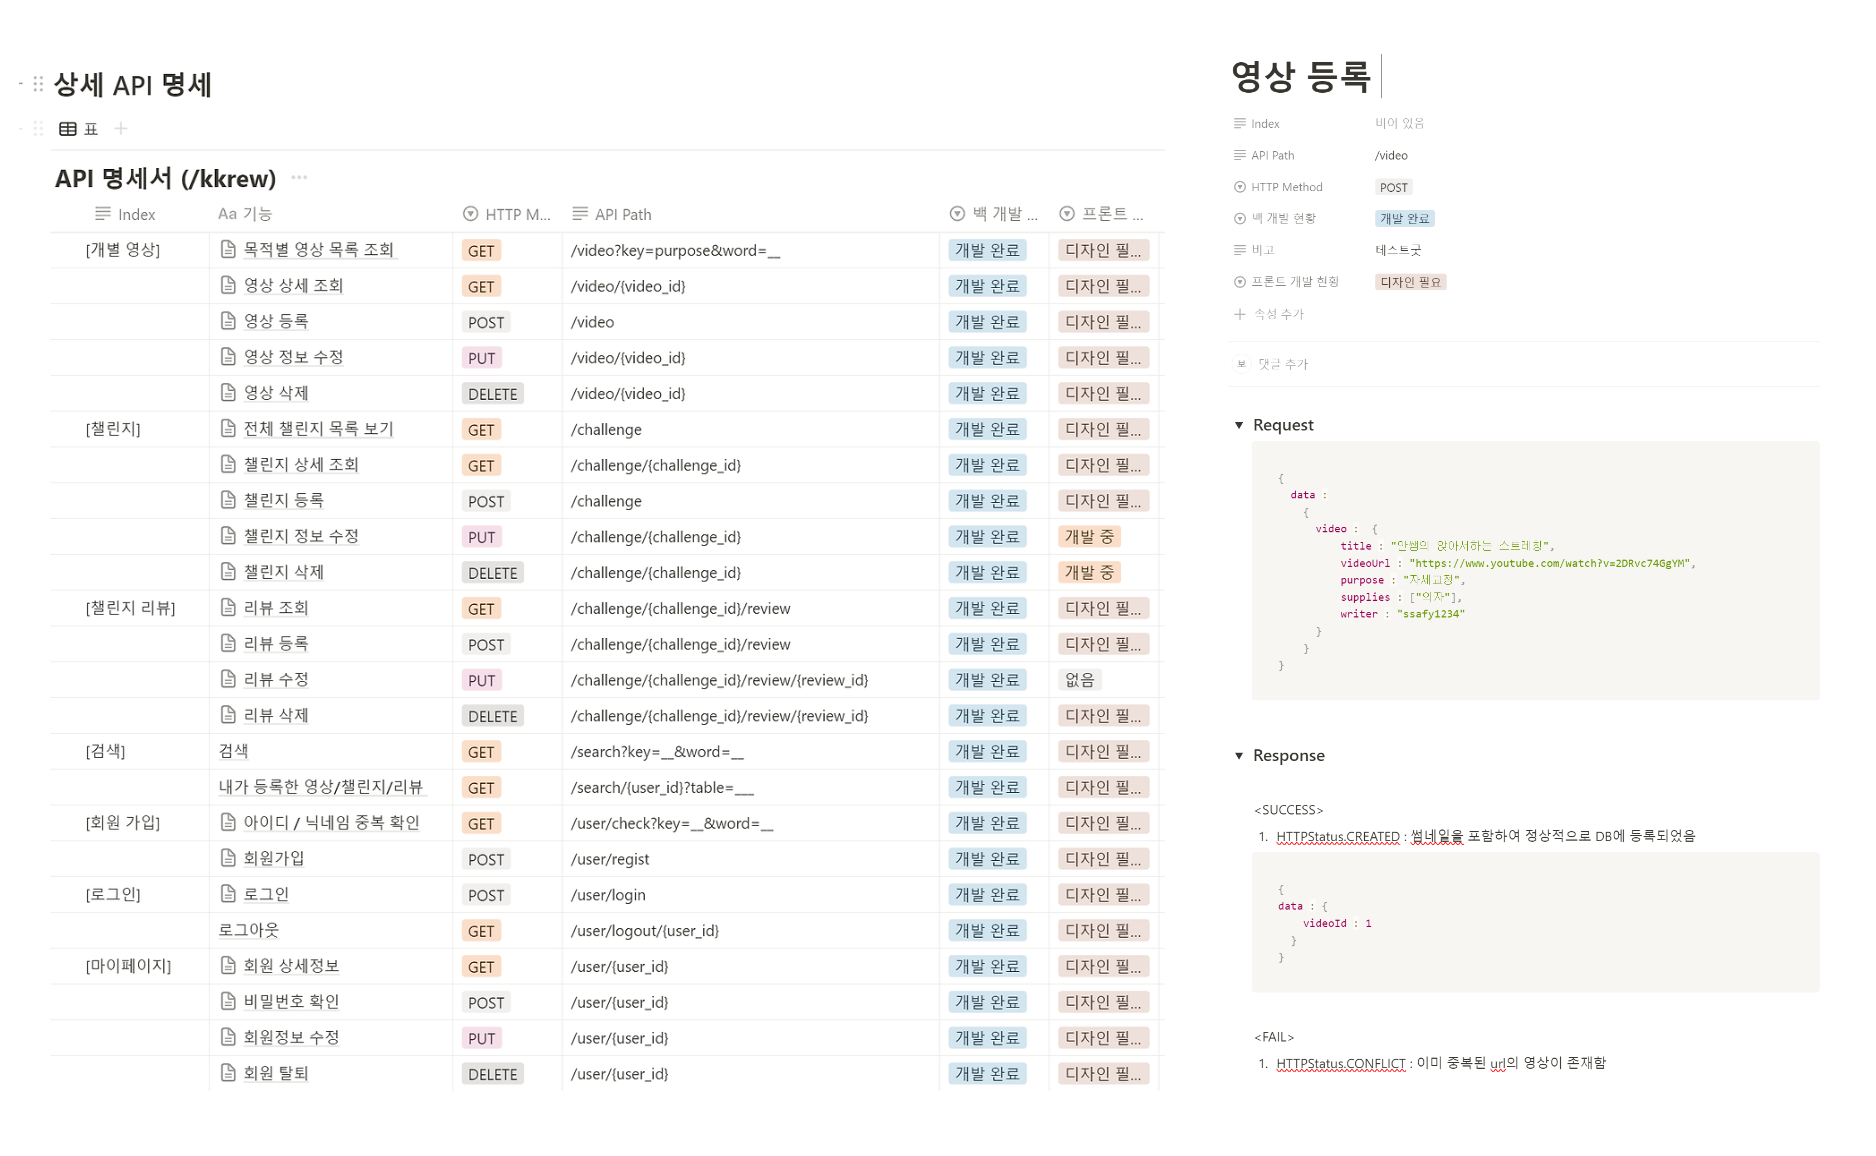 상세 API 명세
표
API 명세서 (/kkrew) ···
Index Aa 기능 HTTP M... API Path 백 개발 ... 프론트 ...
[개별 영상] 목적별 영상 목록 조회 GET /video?key=purpose&word=__ 개발 완료 디자인 필...
영상 상세 조회 GET /video/{video_id} 개발 완료 디자인 필...
영상 등록 POST /video 개발 완료 디자인 필...
영상 정보 수정 PUT /video/{video_id} 개발 완료 디자인 필...
영상 삭제 DELETE /video/{video_id} 개발 완료 디자인 필...
[챌린지] 전체 챌린지 목록 보기 GET /challenge 개발 완료 디자인 필...
챌린지 상세 조회 GET /challenge/{challenge_id} 개발 완료 디자인 필...
챌린지 등록 POST /challenge 개발 완료 디자인 필...
챌린지 정보 수정 PUT /challenge/{challenge_id} 개발 완료 개발 중
챌린지 삭제 DELETE /challenge/{challenge_id} 개발 완료 개발 중
[챌린지 리뷰] 리뷰 조회 GET /challenge/{challenge_id}/review 개발 완료 디자인 필...
리뷰 등록 POST /challenge/{challenge_id}/review 개발 완료 디자인 필...
리뷰 수정 PUT /challenge/{challenge_id}/review/{review_id} 개발 완료 없음
리뷰 삭제 DELETE /challenge/{challenge_id}/review/{review_id} 개발 완료 디자인 필...
[검색] 검색 GET /search?key=__&word=__ 개발 완료 디자인 필...
내가 등록한 영상/챌린지/리뷰 GET /search/{user_id}?table=___ 개발 완료 디자인 필...
[회원 가입] 아이디 / 닉네임 중복 확인 GET /user/check?key=__&word=__ 개발 완료 디자인 필...
회원가입 POST /user/regist 개발 완료 디자인 필...
[로그인] 로그인 POST /user/login 개발 완료 디자인 필...
로그아웃 GET /user/logout/{user_id} 개발 완료 디자인 필...
[마이페이지] 회원 상세정보 GET /user/{user_id} 개발 완료 디자인 필...
비밀번호 확인 POST /user/{user_id} 개발 완료 디자인 필...
회원정보 수정 PUT /user/{user_id} 개발 완료 디자인 필...
회원 탈퇴 DELETE /user/{user_id} 개발 완료 디자인 필...
영상 등록
Index 비어 있음
API Path /video
HTTP Method POST
백 개발 현황 개발 완료
비고 테스트굿
프론트 개발 현황 디자인 필요
속성 추가
보 댓글 추가
Request
{
data :
{
video : {
title : "안쌤의 앉아서하는 스트레칭",
videoUrl : "https://www.youtube.com/watch?v=2DRvc74GgYM",
purpose : "자세교정",
supplies : ["의자"],
writer : "ssafy1234"
}
}
}
Response
<SUCCESS>
1. HTTPStatus.CREATED : 썸네일을 포함하여 정상적으로 DB에 등록되었음
{
data : {
videoId : 1
}
}
<FAIL>
1. HTTPStatus.CONFLICT : 이미 중복된 url의 영상이 존재함